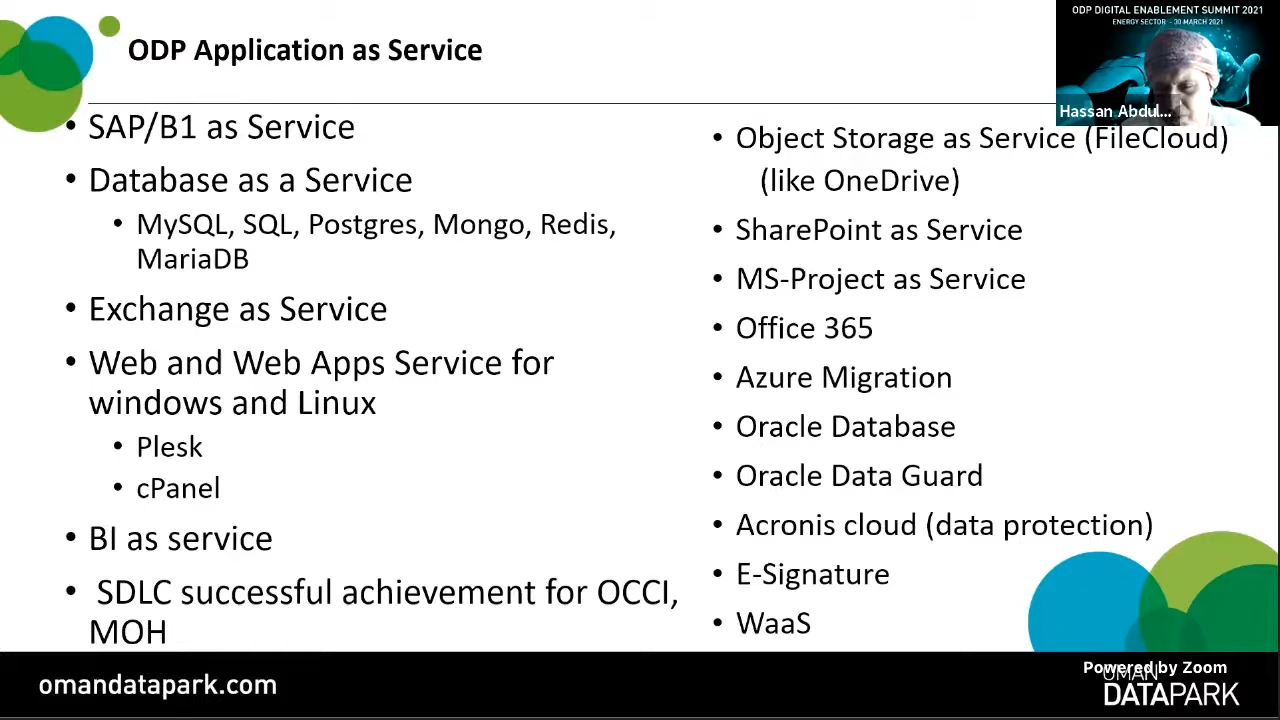 ODP Application as Service
ODP DIGITAL ENABLEMENT SUMMIT 2021
ENERGY SECTOR - 30 MARCH 2021
Hassan Abdul...
• SAP/B1 as Service
• Database as a Service
• MySQL, SQL, Postgres, Mongo, Redis,
MariaDB
• Exchange as Service
• Web and Web Apps Service for
windows and Linux
• Plesk
• cPanel
• BI as service
• SDLC successful achievement for OCCI,
MOH
• Object Storage as Service (FileCloud)
(like OneDrive)
• SharePoint as Service
• MS-Project as Service
• Office 365
• Azure Migration
• Oracle Database
• Oracle Data Guard
• Acronis cloud (data protection)
• E-Signature
• WaaS
omandatapark.com
Powered by Zoom
OMAN
DATAPARK